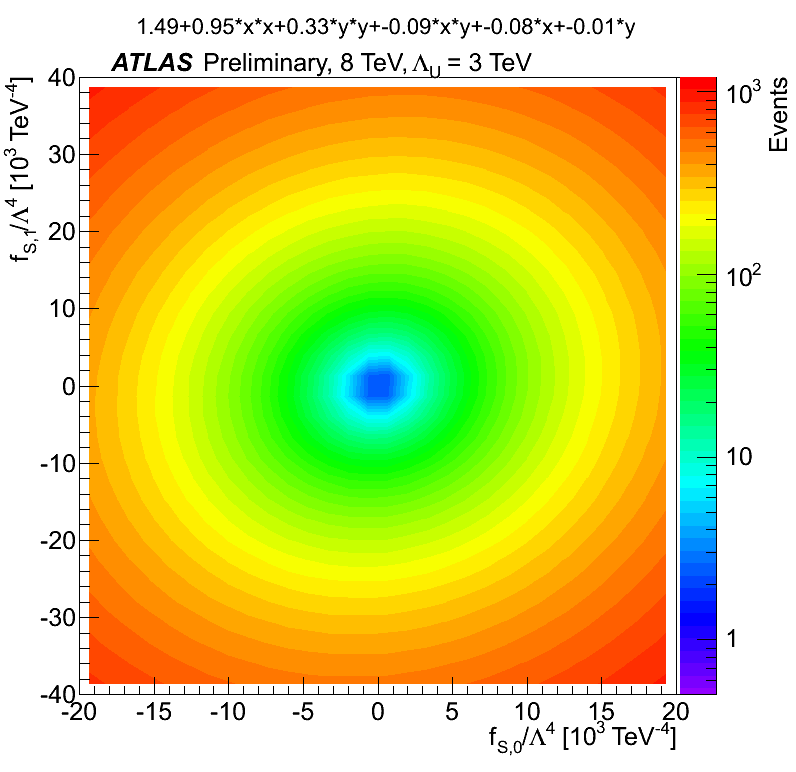 1.49+0.95*x*x+0.33*y*y+-0.09*x*y+-0.08*x+-0.01*y
ATLAS Preliminary, 8 TeV, Λ_U = 3 TeV
f_S,1/Λ^4 [10^3 TeV^-4]
40
30
20
10
0
-10
-20
-30
-40
-20 -15 -10 -5 0 5 10 15 20
f_S,0/Λ^4 [10^3 TeV^-4]
10^3
10^2
10
1
Events